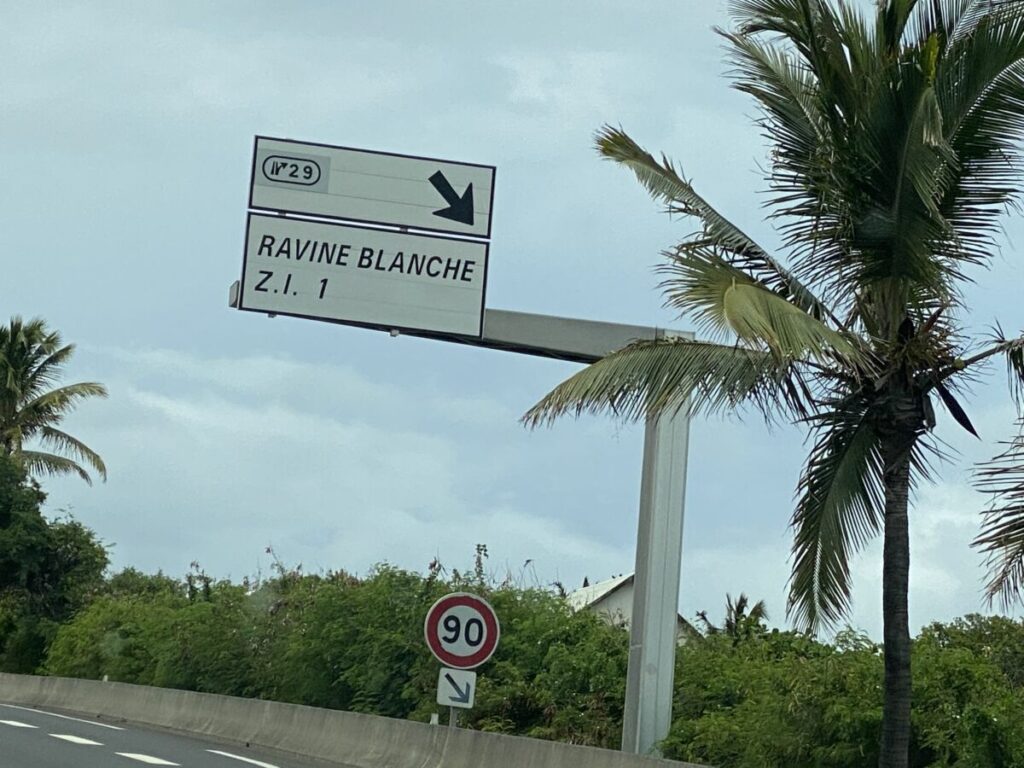 29
RAVINE BLANCHE
Z.I. 1
90